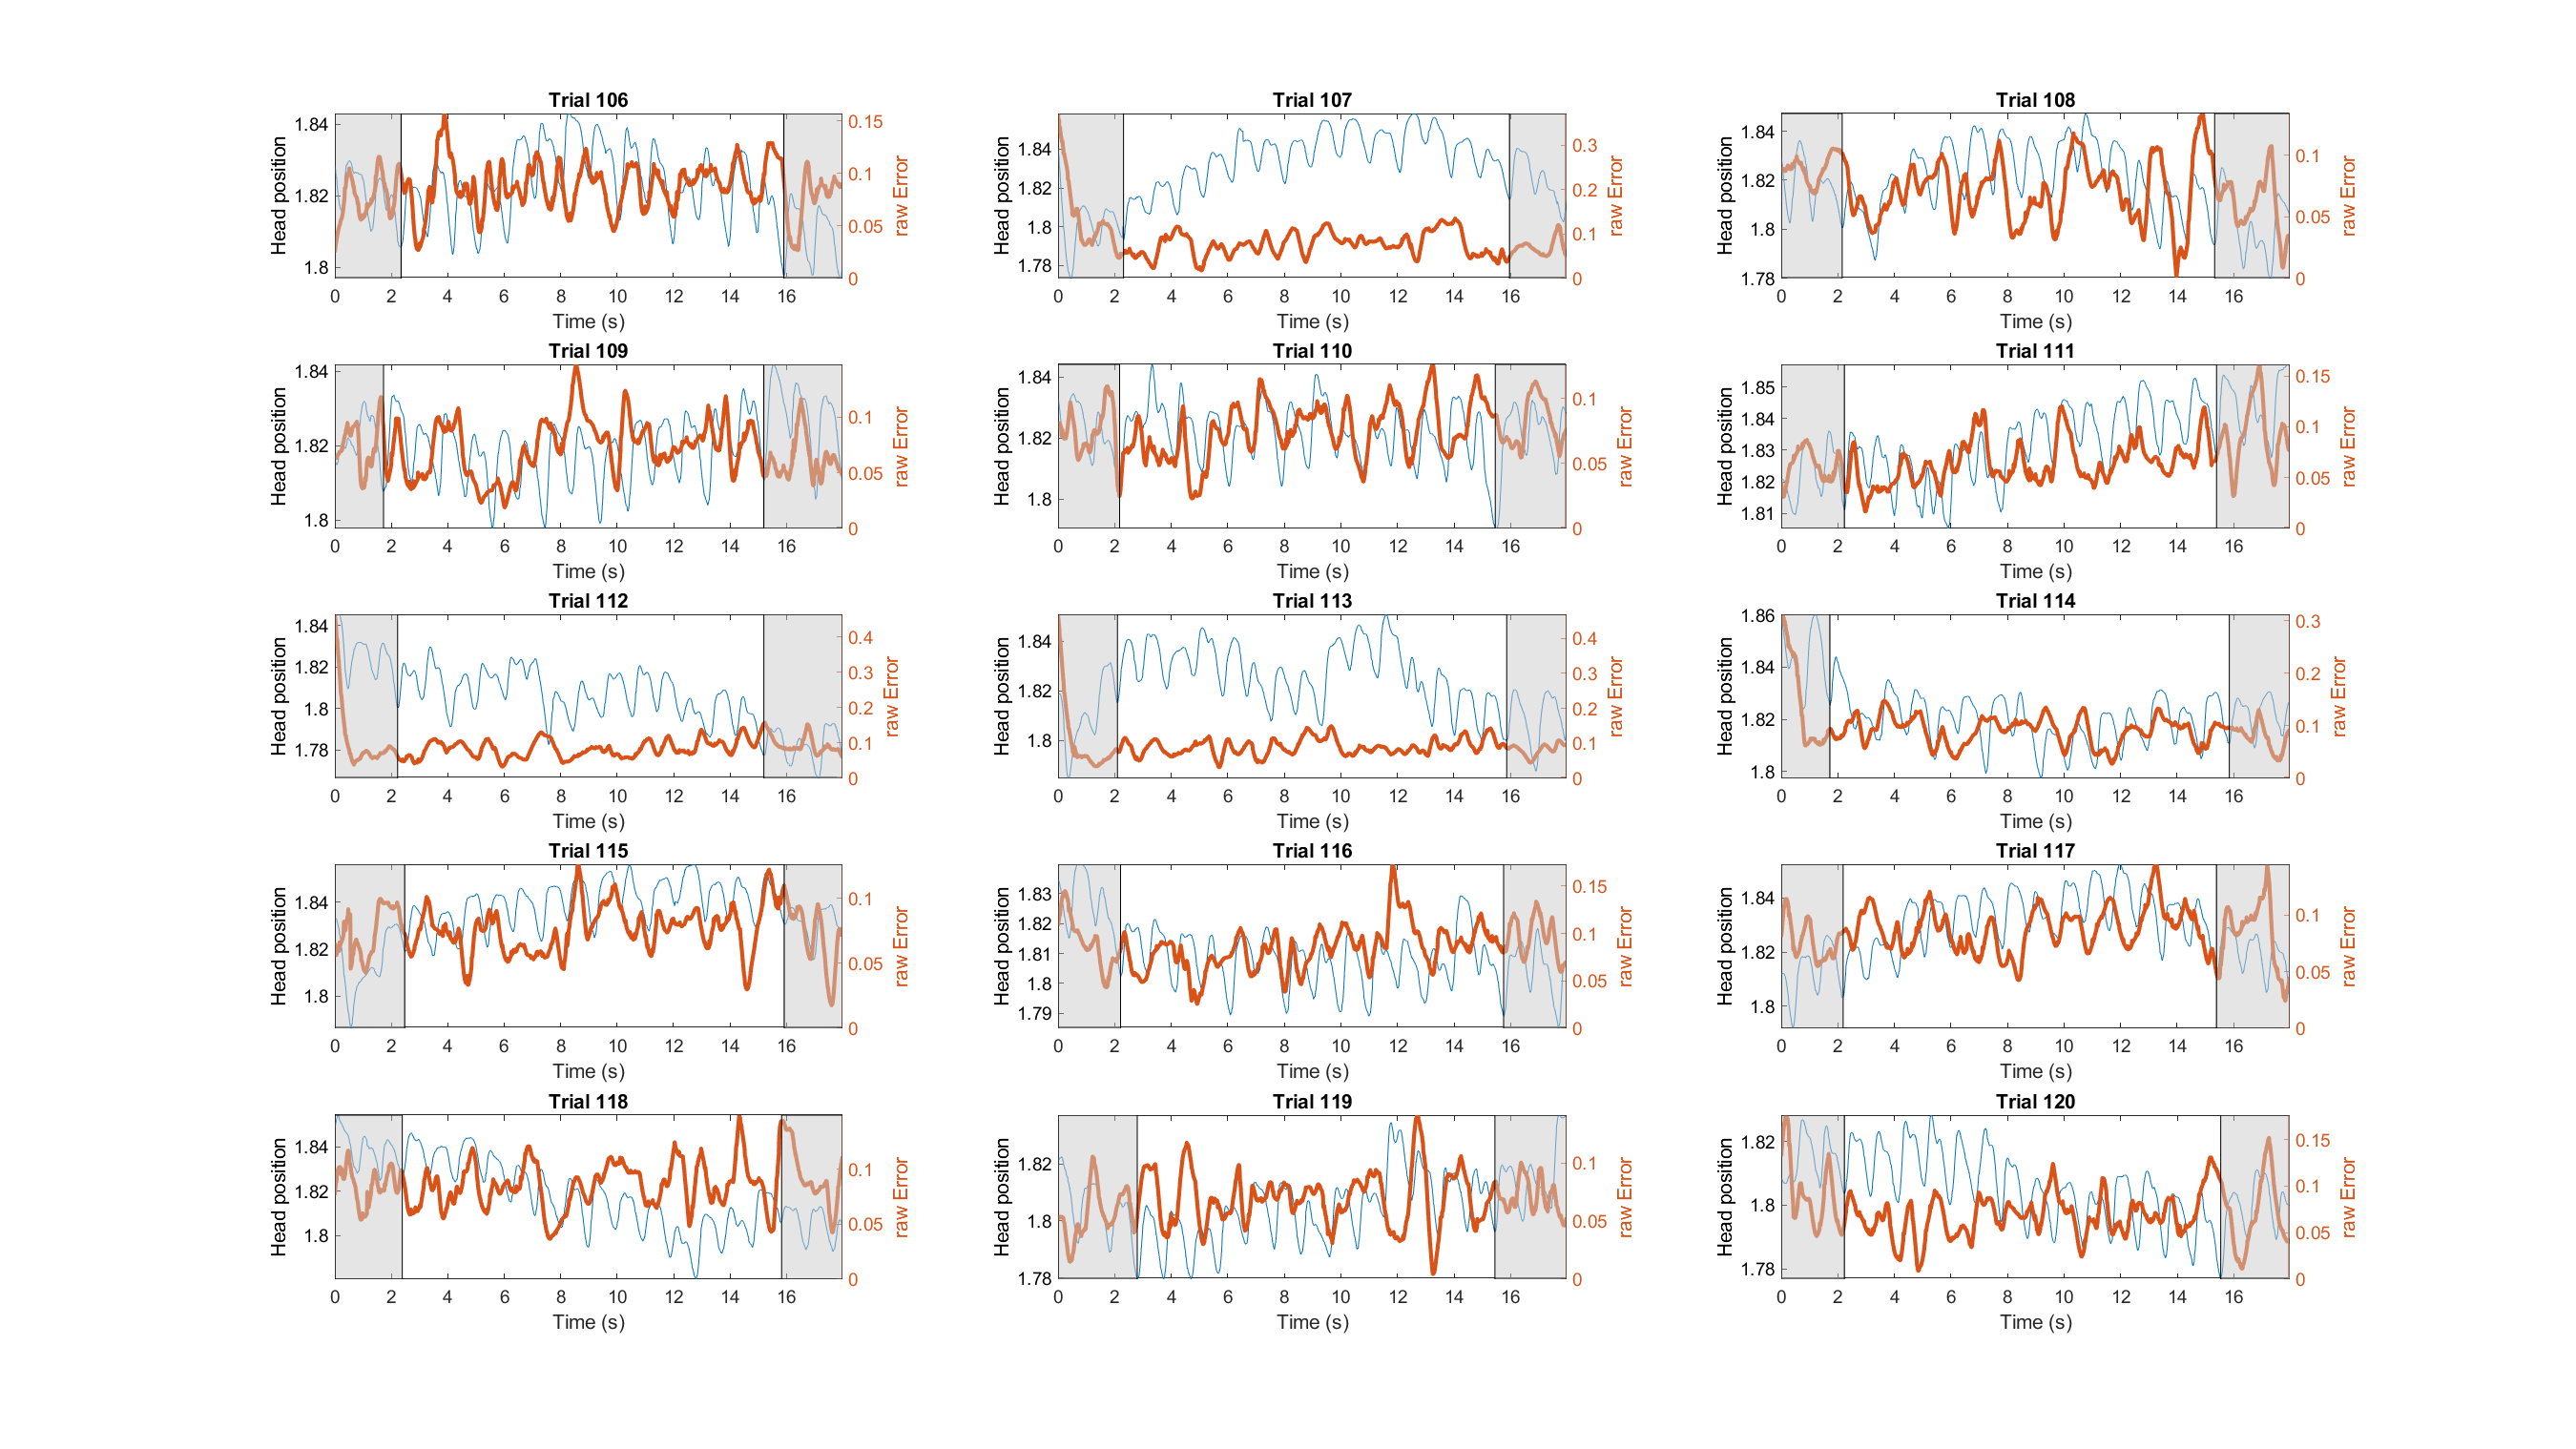 Trial 106
Head position
1.84
1.82
1.8
0.15
0.1
0.05
0
raw Error
0 2 4 6 8 10 12 14 16
Time (s)
Trial 107
Head position
1.84
1.82
1.8
1.78
0.3
0.2
0.1
0
raw Error
0 2 4 6 8 10 12 14 16
Time (s)
Trial 108
Head position
1.84
1.82
1.8
1.78
0.1
0.05
0
raw Error
0 2 4 6 8 10 12 14 16
Time (s)
Trial 109
Head position
1.84
1.82
1.8
0.1
0.05
0
raw Error
0 2 4 6 8 10 12 14 16
Time (s)
Trial 110
Head position
1.84
1.82
1.8
0.1
0.05
0
raw Error
0 2 4 6 8 10 12 14 16
Time (s)
Trial 111
Head position
1.85
1.84
1.83
1.82
1.81
0.15
0.1
0.05
0
raw Error
0 2 4 6 8 10 12 14 16
Time (s)
Trial 112
Head position
1.84
1.82
1.8
1.78
0.4
0.3
0.2
0.1
0
raw Error
0 2 4 6 8 10 12 14 16
Time (s)
Trial 113
Head position
1.84
1.82
1.8
0.4
0.3
0.2
0.1
0
raw Error
0 2 4 6 8 10 12 14 16
Time (s)
Trial 114
Head position
1.86
1.84
1.82
1.8
0.3
0.2
0.1
0
raw Error
0 2 4 6 8 10 12 14 16
Time (s)
Trial 115
Head position
1.84
1.82
1.8
0.1
0.05
0
raw Error
0 2 4 6 8 10 12 14 16
Time (s)
Trial 116
Head position
1.83
1.82
1.81
1.8
1.79
0.15
0.1
0.05
0
raw Error
0 2 4 6 8 10 12 14 16
Time (s)
Trial 117
Head position
1.84
1.82
1.8
0.1
0.05
0
raw Error
0 2 4 6 8 10 12 14 16
Time (s)
Trial 118
Head position
1.84
1.82
1.8
0.1
0.05
0
raw Error
0 2 4 6 8 10 12 14 16
Time (s)
Trial 119
Head position
1.82
1.8
1.78
0.1
0.05
0
raw Error
0 2 4 6 8 10 12 14 16
Time (s)
Trial 120
Head position
1.82
1.8
1.78
0.15
0.1
0.05
0
raw Error
0 2 4 6 8 10 12 14 16
Time (s)